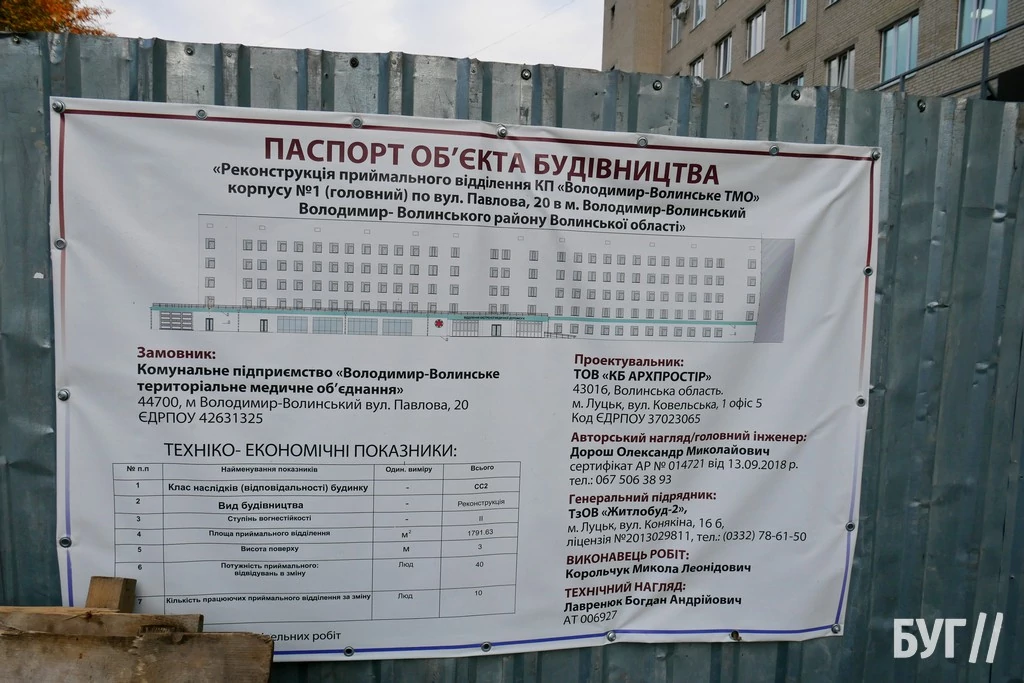 ПАСПОРТ ОБ'ЄКТА БУДІВНИЦТВА
«Реконструкція приймального відділення КП «Володимир-Волинське ТМО»
корпусу №1 (головний) по вул. Павлова, 20 в м. Володимир-Волинський
Володимир- Волинського району Волинської області»
Замовник:
Комунальне підприємство «Володимир-Волинське
територіальне медичне об'єднання»
44700, м Володимир-Волинський вул. Павлова, 20
ЄДРПОУ 42631325
ТЕХНІКО- ЕКОНОМІЧНІ ПОКАЗНИКИ:
№ п.п Найменування показників Один. виміру Всього
1 Клас наслідків (відповідальності) будинку - СС2
2 Вид будівництва - Реконструкція
3 Ступінь вогнестійкості - II
4 Площа приймального відділення м² 1791.63
5 Висота поверху м 3
6 Потужність приймального: Люд 40
відвідувань в зміну
Кількість працюючих приймального відділення за зміну Люд 10
ельних робіт
Проектувальник:
ТОВ «КБ АРХПРОСТІР»
43016, Волинська область.
м. Луцьк, вул. Ковельська, 1 офіс 5
Код ЄДРПОУ 37023065
Авторський нагляд/головний інженер:
Дорош Олександр Миколайович
сертифікат АР № 014721 від 13.09.2018 р.
тел.: 067 506 38 93
Генеральний підрядник:
ТзОВ «Житлобуд-2»,
м. Луцьк, вул. Конякіна, 16 б,
ліцензія №2013029811, тел.: (0332) 78-61-50
ВИКОНАВЕЦЬ РОБІТ:
Корольчук Микола Леонідович
ТЕХНІЧНИЙ НАГЛЯД:
Лавренюк Богдан Андрійович
АТ 006927
БУГ//